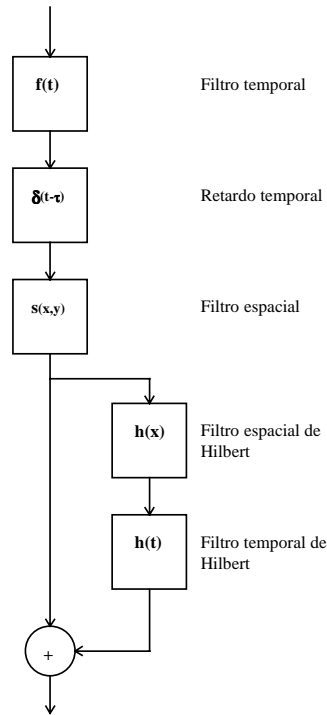 f(t) Filtro temporal
δ(t-τ) Retardo temporal
s(x,y) Filtro espacial
h(x) Filtro espacial de
Hilbert
h(t) Filtro temporal de
Hilbert
+